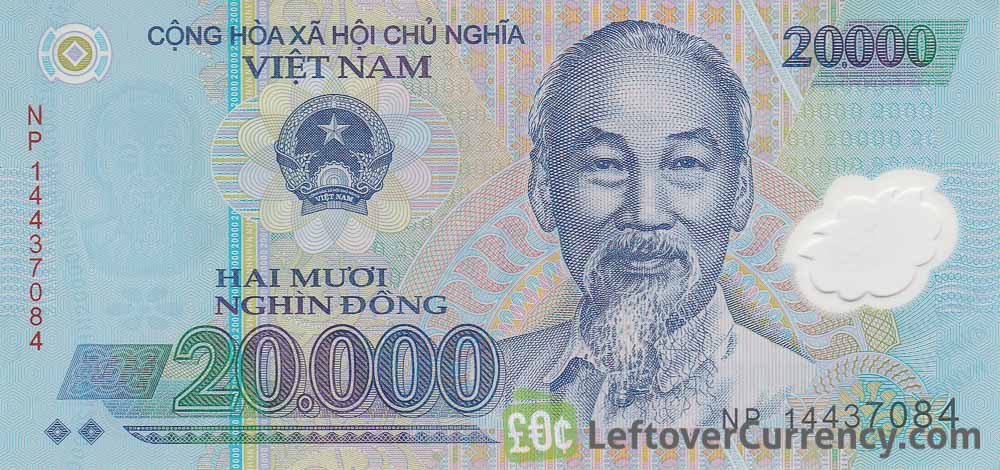 CỘNG HÒA XÃ HỘI CHỦ NGHĨA
VIỆT NAM
20.000
NP 14437084
VIỆT NAM
HAI MƯƠI
NGHÌN ĐỒNG
20.000
NP 14437084
£0¢ LeftoverCurrency.com